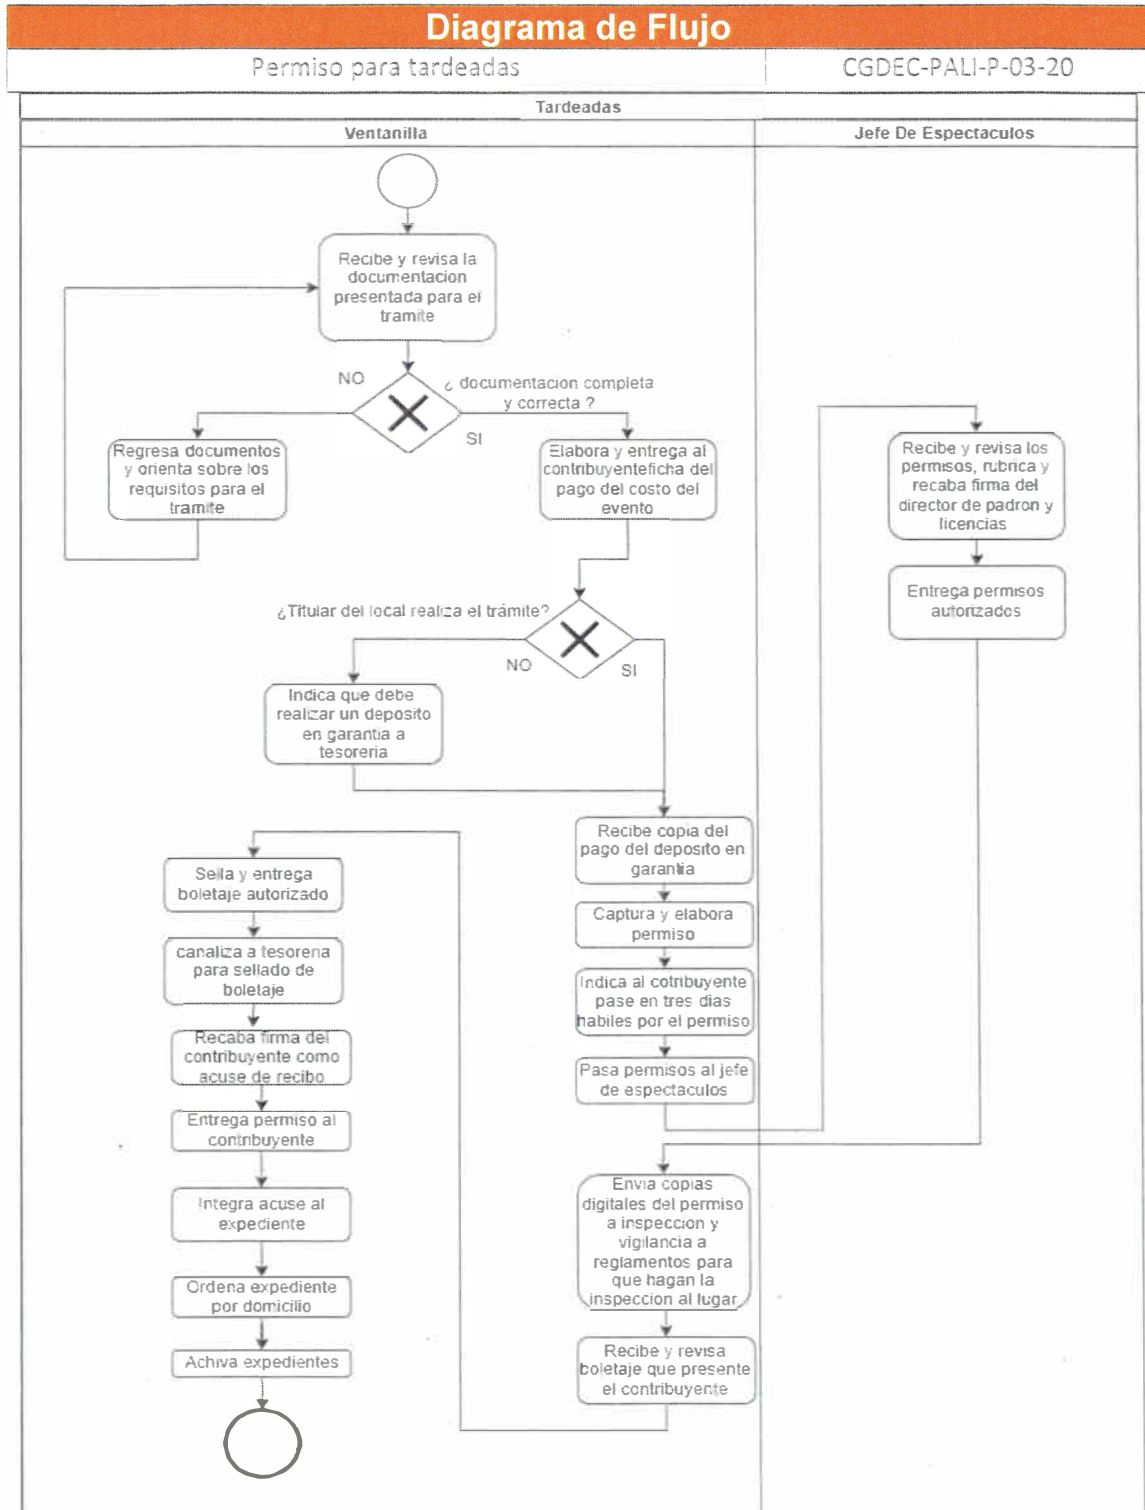 Diagrama de Flujo
Permiso para tardeadas
CGDEC-PALI-P-03-20
Tardeadas
Ventanilla
Jefe De Espectaculos
Recibe y revisa la
documentacion
presentada para el
tramite
NO
¿ documentacion completa
y correcta ?
SI
Regresa documentos
y orienta sobre los
requisitos para el
tramite
Elabora y entrega al
contribuyenteficha del
pago del costo del
evento
Recibe y revisa los
permisos, rubrica y
recaba firma del
director de padron y
licencias
Entrega permisos
autorizados
¿Titular del local realiza el trámite?
NO
SI
Indica que debe
realizar un deposito
en garantia a
tesoreria
Recibe copia del
pago del deposito en
garantia
Captura y elabora
permiso
Indica al cotribuyente
pase en tres dias
habiles por el permiso
Pasa permisos al jefe
de espectaculos
Envia copias
digitales del permiso
a inspeccion y
vigilancia a
reglamentos para
que hagan la
inspeccion al lugar
Recibe y revisa
boletaje que presente
el contribuyente
Sella y entrega
boletaje autorizado
canaliza a tesoreria
para sellado de
boletaje
Recaba firma del
contribuyente como
acuse de recibo
Entrega permiso al
contribuyente
Integra acuse al
expediente
Ordena expediente
por domicilio
Achiva expedientes